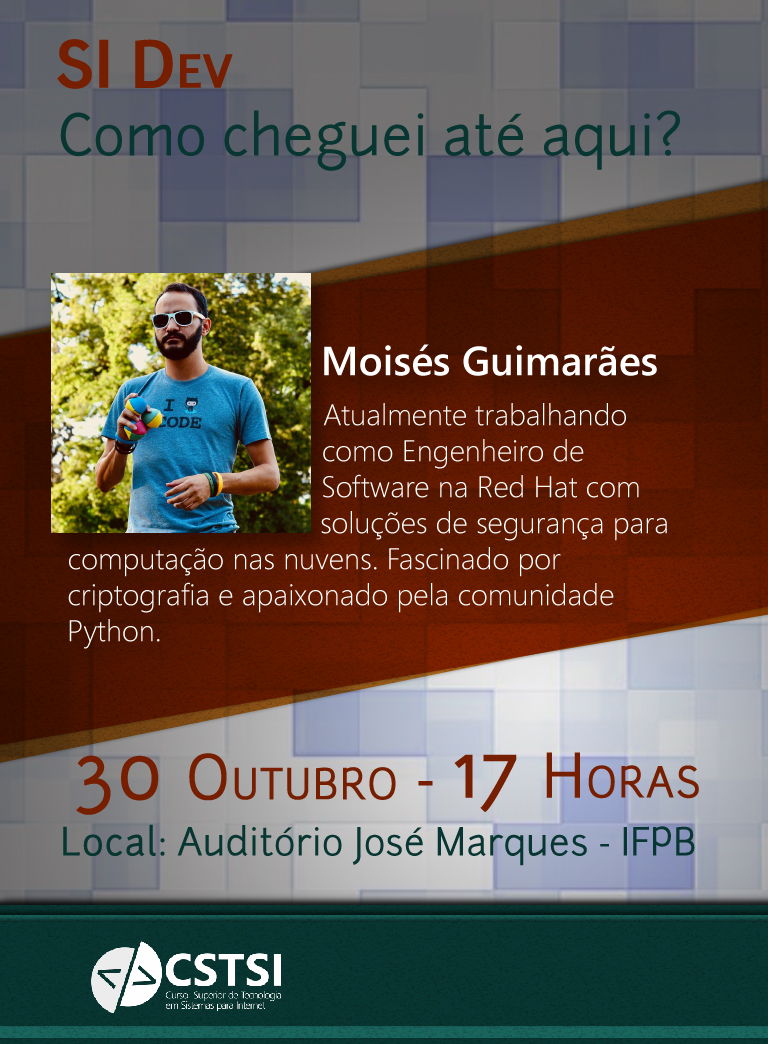 SI DEV
Como cheguei até aqui?
I
CODE
Moisés Guimarães
Atualmente trabalhando
como Engenheiro de
Software na Red Hat com
soluções de segurança para
computação nas nuvens. Fascinado por
criptografia e apaixonado pela comunidade
Python.
30 OUTUBRO - 17 HORAS
Local: Auditório José Marques - IFPB
</> CSTSI
Curso Superior de Tecnologia
em Sistemas para Internet